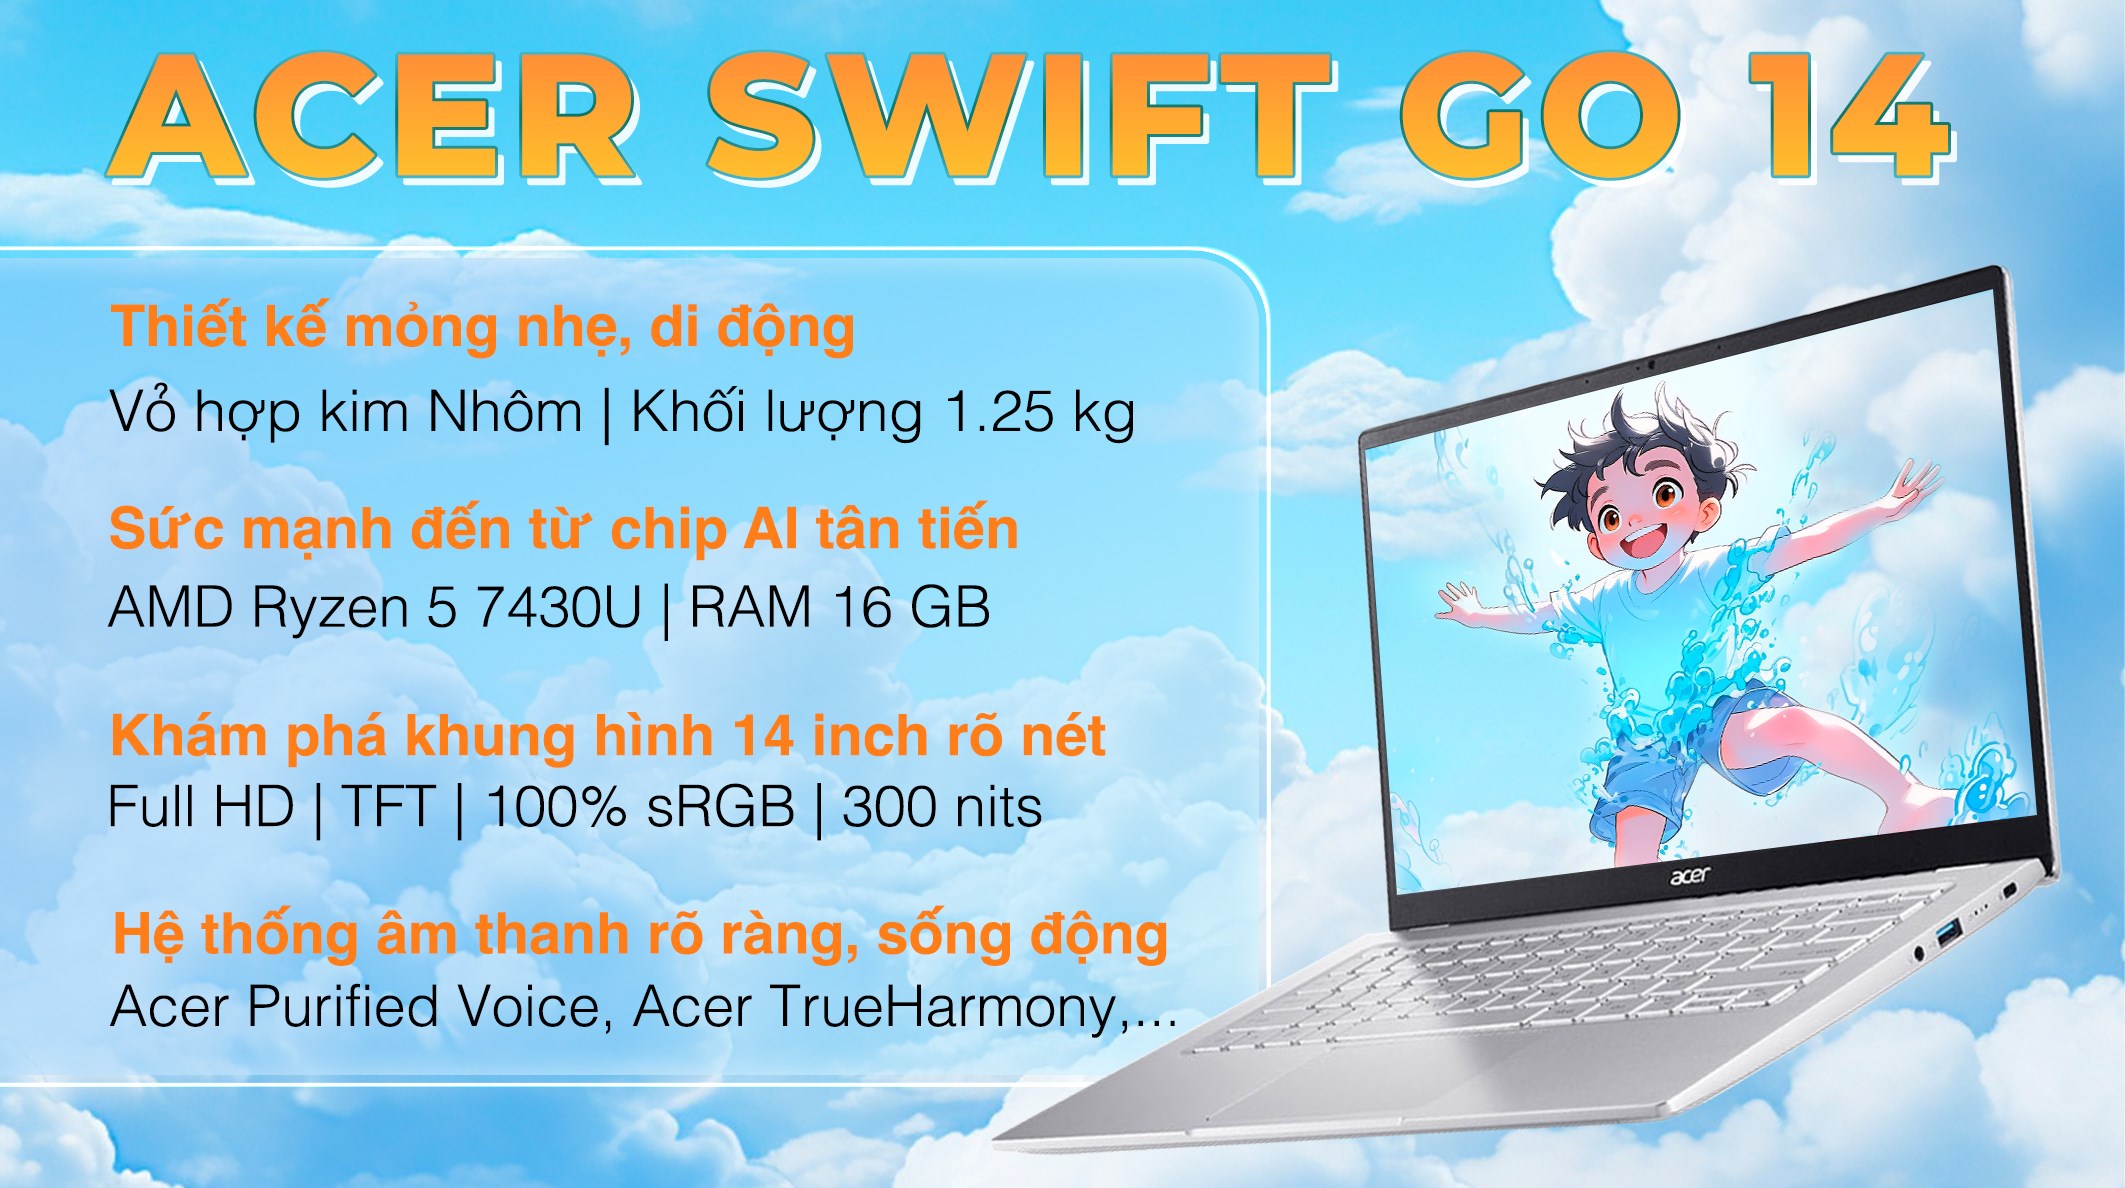 ACER SWIFT GO 14
Thiết kế mỏng nhẹ, di động
Vỏ hợp kim Nhôm | Khối lượng 1.25 kg
Sức mạnh đến từ chip AI tân tiến
AMD Ryzen 5 7430U | RAM 16 GB
Khám phá khung hình 14 inch rõ nét
Full HD | TFT | 100% sRGB | 300 nits
Hệ thống âm thanh rõ ràng, sống động
Acer Purified Voice, Acer TrueHarmony,...
acer